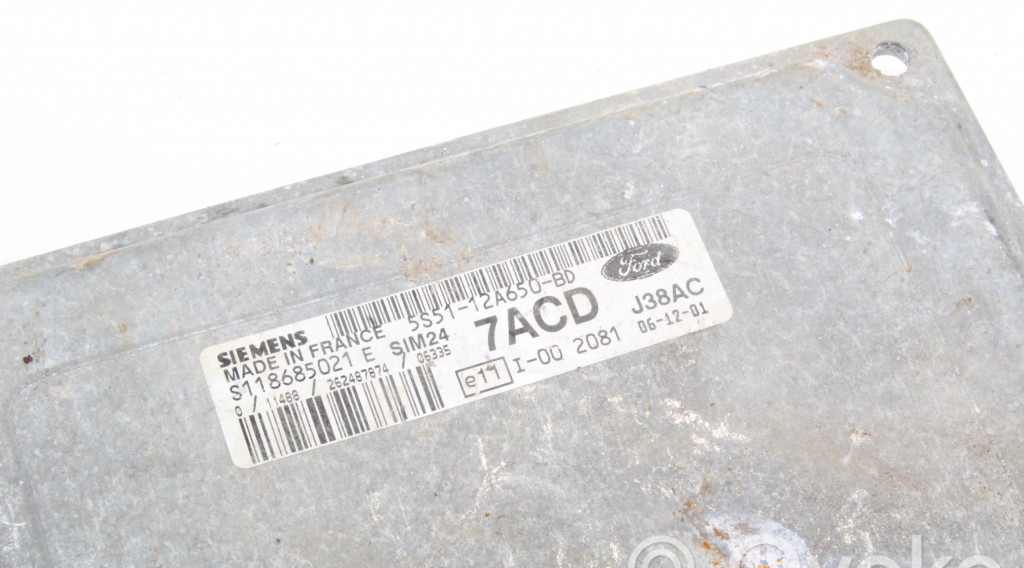 SIEMENS
MADE IN FRANCE 5S51-12A650-BD
S118685021 E SIM24 7ACD
Ford
J38AC
0 / 11488 / 262487874 / 06335
I-00 2081 06-12-01